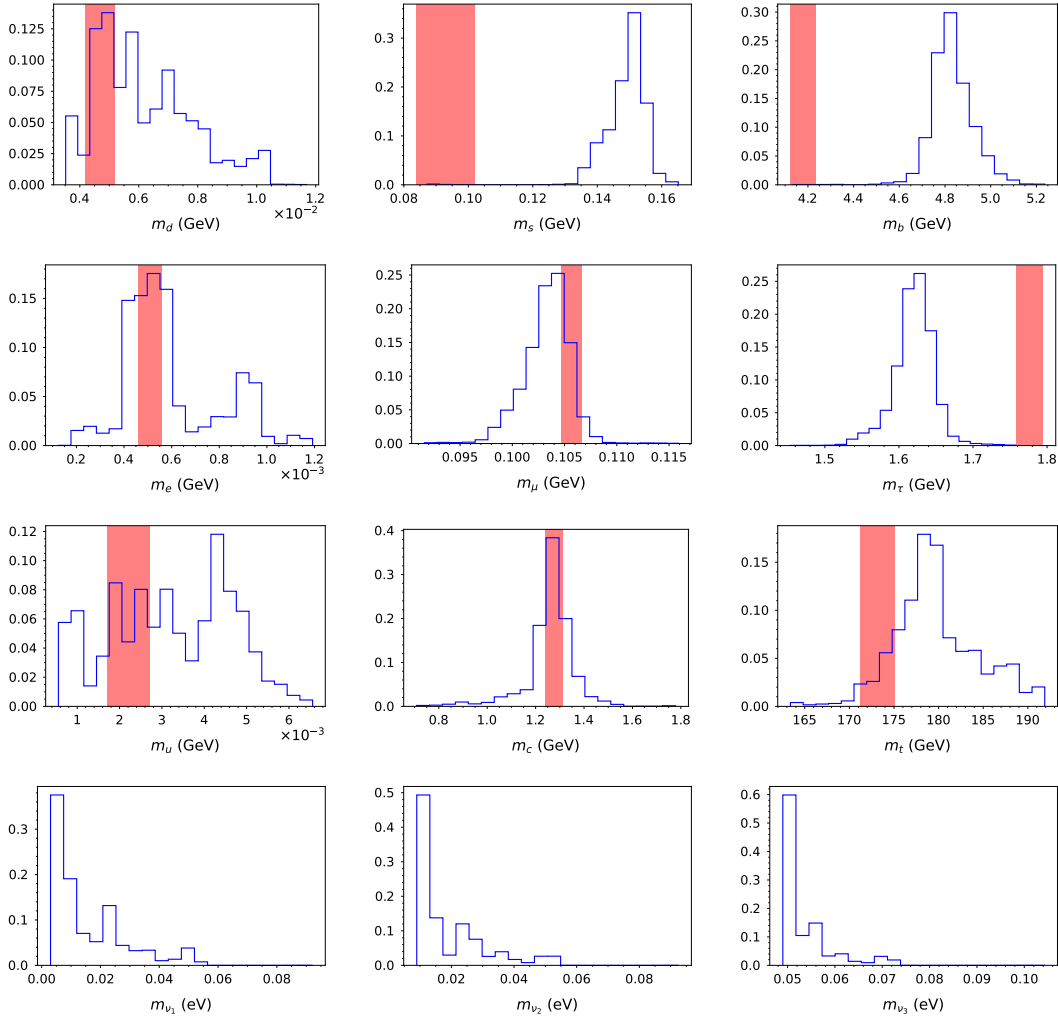 0.125
0.100
0.075
0.050
0.025
0.000
0.4 0.6 0.8 1.0 1.2
×10⁻²
m_d (GeV)
0.3
0.2
0.1
0.0
0.08 0.10 0.12 0.14 0.16
m_s (GeV)
0.30
0.25
0.20
0.15
0.10
0.05
0.00
4.2 4.4 4.6 4.8 5.0 5.2
m_b (GeV)
0.15
0.10
0.05
0.00
0.2 0.4 0.6 0.8 1.0 1.2
×10⁻³
m_e (GeV)
0.25
0.20
0.15
0.10
0.05
0.00
0.095 0.100 0.105 0.110 0.115
m_μ (GeV)
0.25
0.20
0.15
0.10
0.05
0.00
1.5 1.6 1.7 1.8
m_τ (GeV)
0.12
0.10
0.08
0.06
0.04
0.02
0.00
1 2 3 4 5 6
×10⁻³
m_u (GeV)
0.4
0.3
0.2
0.1
0.0
0.8 1.0 1.2 1.4 1.6 1.8
m_c (GeV)
0.15
0.10
0.05
0.00
165 170 175 180 185 190
m_t (GeV)
0.3
0.2
0.1
0.0
0.00 0.02 0.04 0.06 0.08
m_ν₁ (eV)
0.5
0.4
0.3
0.2
0.1
0.0
0.02 0.04 0.06 0.08
m_ν₂ (eV)
0.6
0.5
0.4
0.3
0.2
0.1
0.0
0.05 0.06 0.07 0.08 0.09 0.10
m_ν₃ (eV)